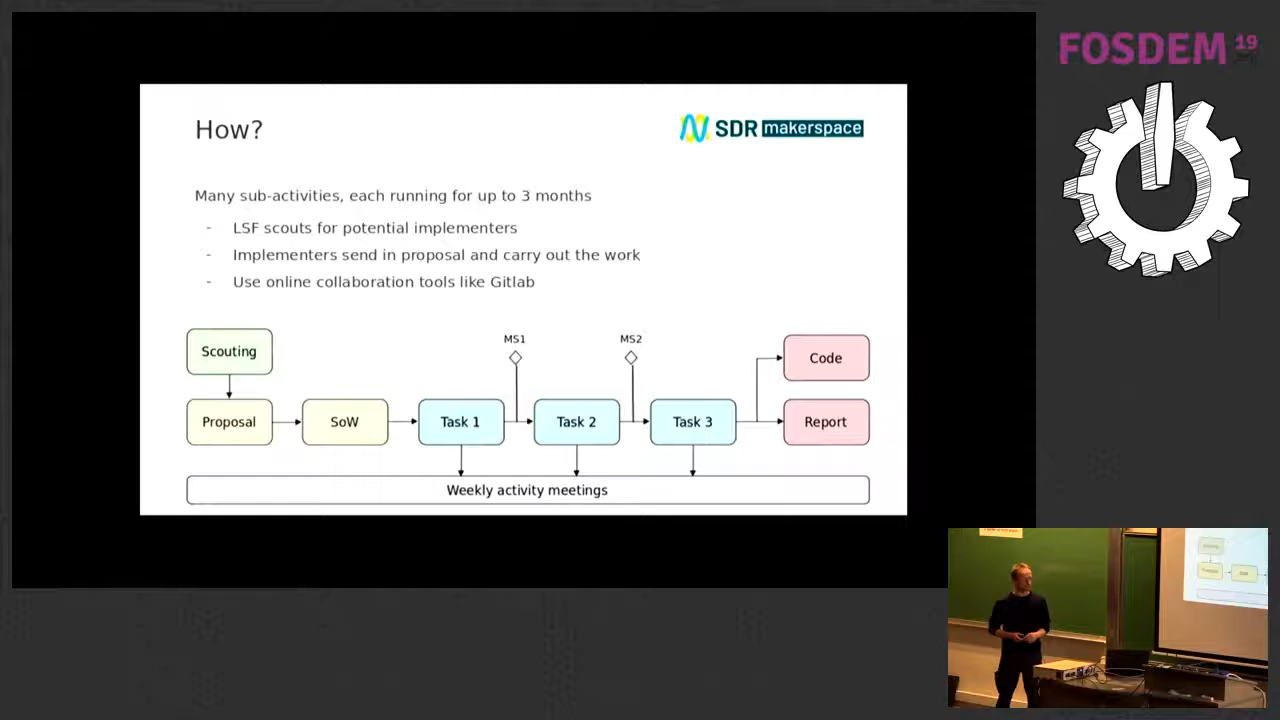 FOSDEM 19
How?
SDR makerspace
Many sub-activities, each running for up to 3 months
- LSF scouts for potential implementers
- Implementers send in proposal and carry out the work
- Use online collaboration tools like Gitlab
MS1
MS2
Scouting
Code
Proposal
SoW
Task 1
Task 2
Task 3
Report
Weekly activity meetings